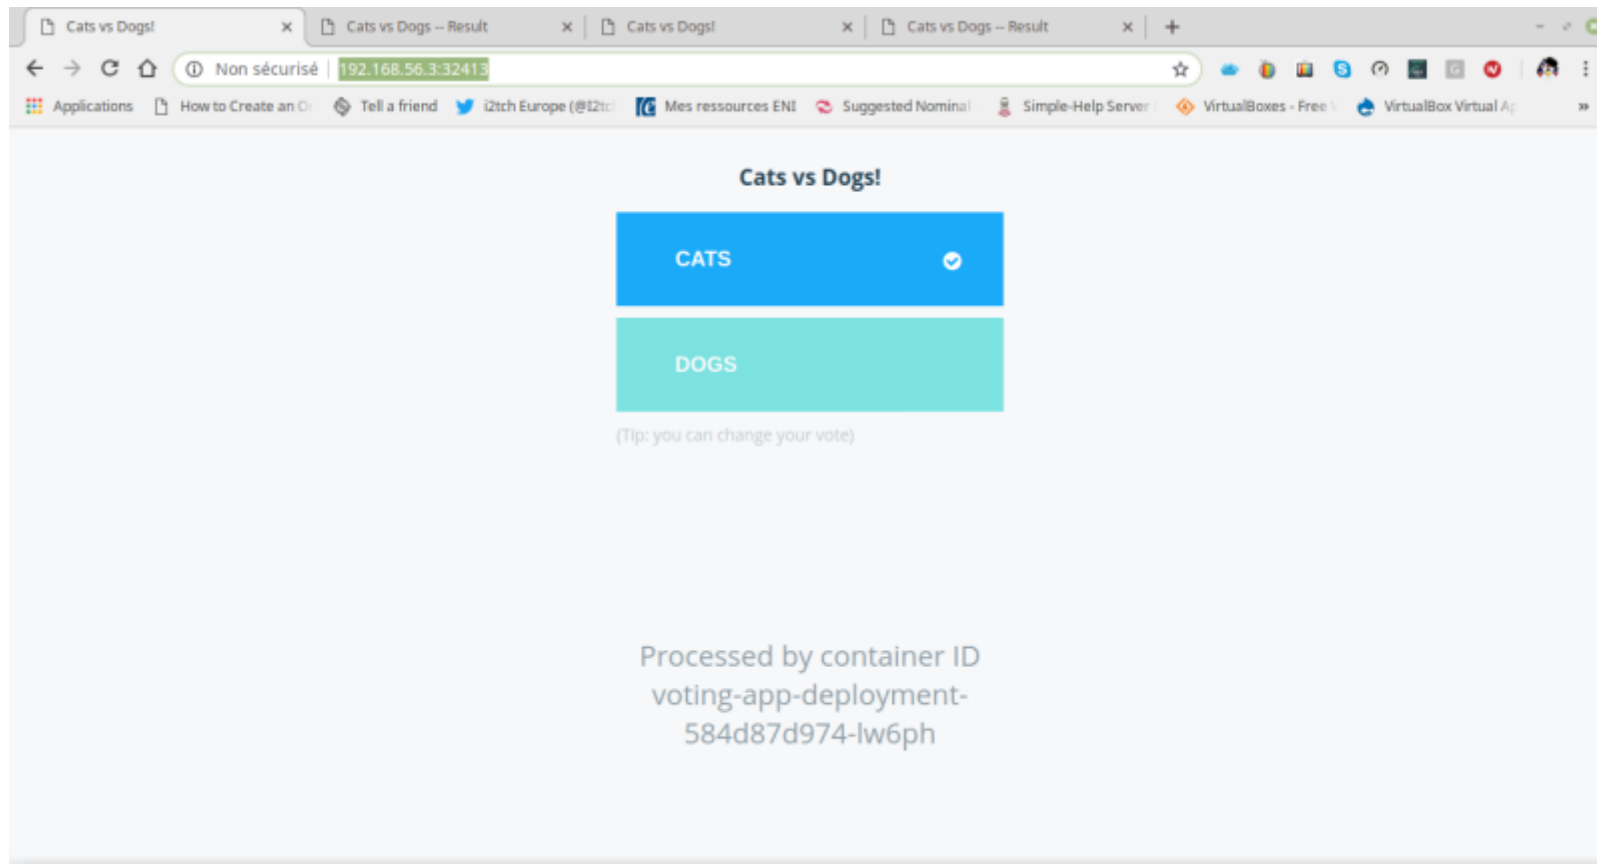 Cats vs Dogs! Cats vs Dogs -- Result Cats vs Dogs! Cats vs Dogs -- Result
Non sécurisé 192.168.56.3:32413
Applications How to Create an Tell a friend i2tch Europe Mes ressources ENI Suggested Nominal Simple-Help Server VirtualBoxes - Free VirtualBox Virtual
Cats vs Dogs!
CATS
DOGS
(Tip: you can change your vote)
Processed by container ID
voting-app-deployment-
584d87d974-lw6ph